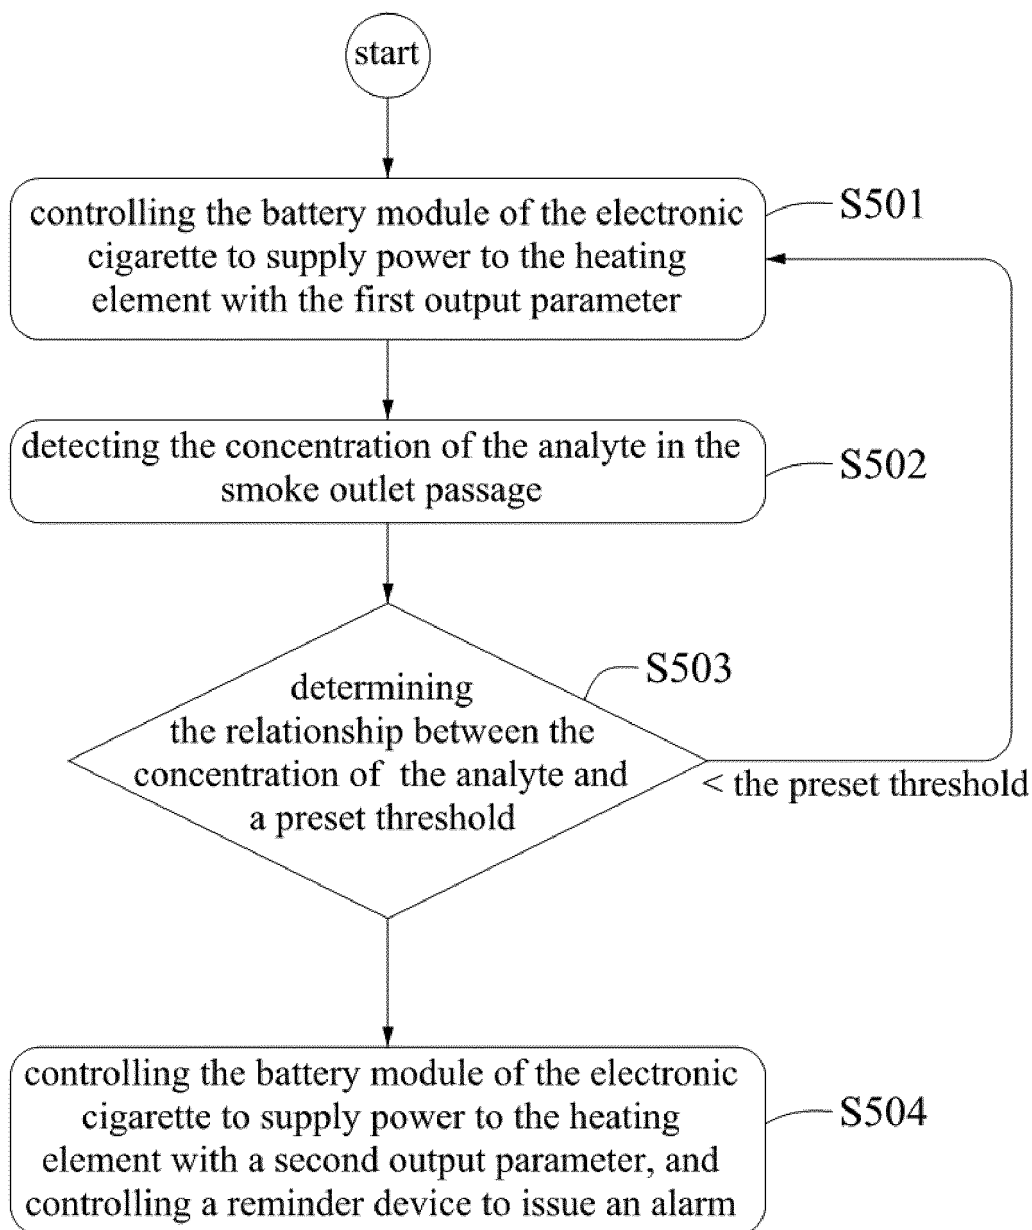 start
controlling the battery module of the electronic
cigarette to supply power to the heating
element with the first output parameter
S501
detecting the concentration of the analyte in the
smoke outlet passage
S502
determining
the relationship between the
concentration of the analyte and
a preset threshold
S503
< the preset threshold
controlling the battery module of the electronic
cigarette to supply power to the heating
element with a second output parameter, and
controlling a reminder device to issue an alarm
S504